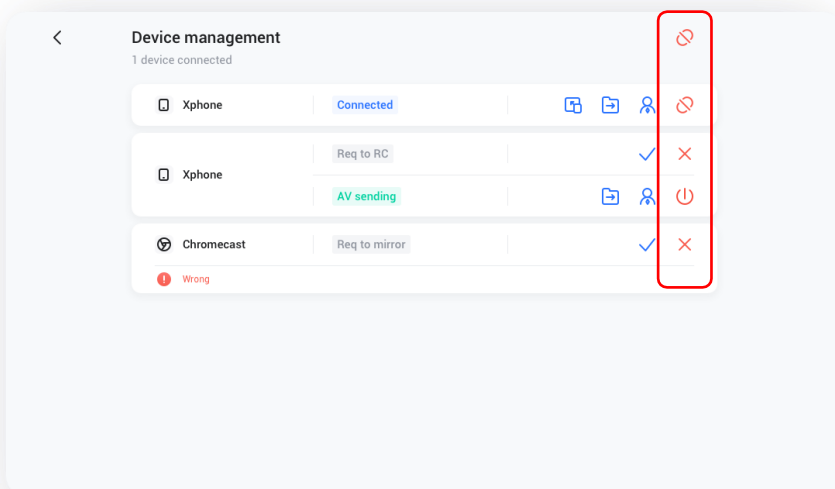 Device management
1 device connected
Xphone Connected
Req to RC
Xphone
AV sending
Chromecast Req to mirror
Wrong